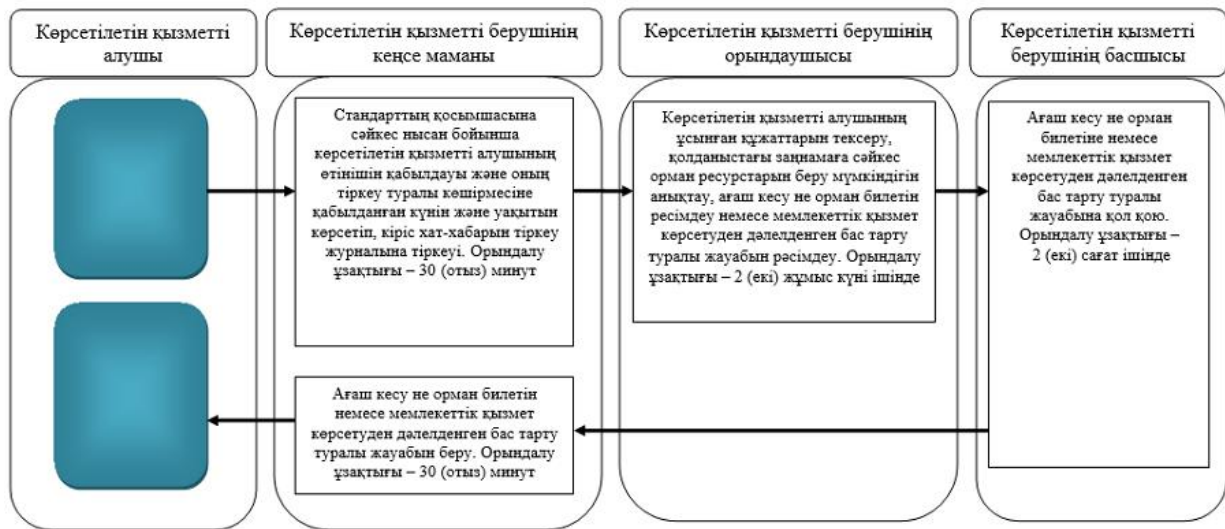 Көрсетілетін қызметті
алушы
Көрсетілетін қызметті берушінің
кеңсе маманы
Көрсетілетін қызметті берушінің
орындаушысы
Көрсетілетін қызметті
берушінің басшысы
Стандарттың қосымшасына
сәйкес нысан бойынша
көрсетілетін қызметті алушының
өтінішін қабылдауы және оның
тіркеу туралы көшірмесіне
қабылданған күнін және уақытын
көрсетіп, кіріс хат-хабарын тіркеу
журналына тіркеуі. Орындалу
ұзақтығы – 30 (отыз) минут
Көрсетілетін қызметті алушының
ұсынған құжаттарын тексеру,
қолданыстағы заңнамаға сәйкес
орман ресурстарын беру мүмкіндігін
анықтау, ағаш кесу не орман билетін
ресімдеу немесе мемлекеттік қызмет
көрсетуден дәлелденген бас тарту
туралы жауабын рәсімдеу. Орындалу
ұзақтығы – 2 (екі) жұмыс күні ішінде
Ағаш кесу не орман
билетіне немесе
мемлекеттік қызмет
көрсетуден дәлелденген
бас тарту туралы
жауабына қол қою.
Орындалу ұзақтығы –
2 (екі) сағат ішінде
Ағаш кесу не орман билетін
немесе мемлекеттік қызмет
көрсетуден дәлелденген бас тарту
туралы жауабын беру. Орындалу
ұзақтығы – 30 (отыз) минут